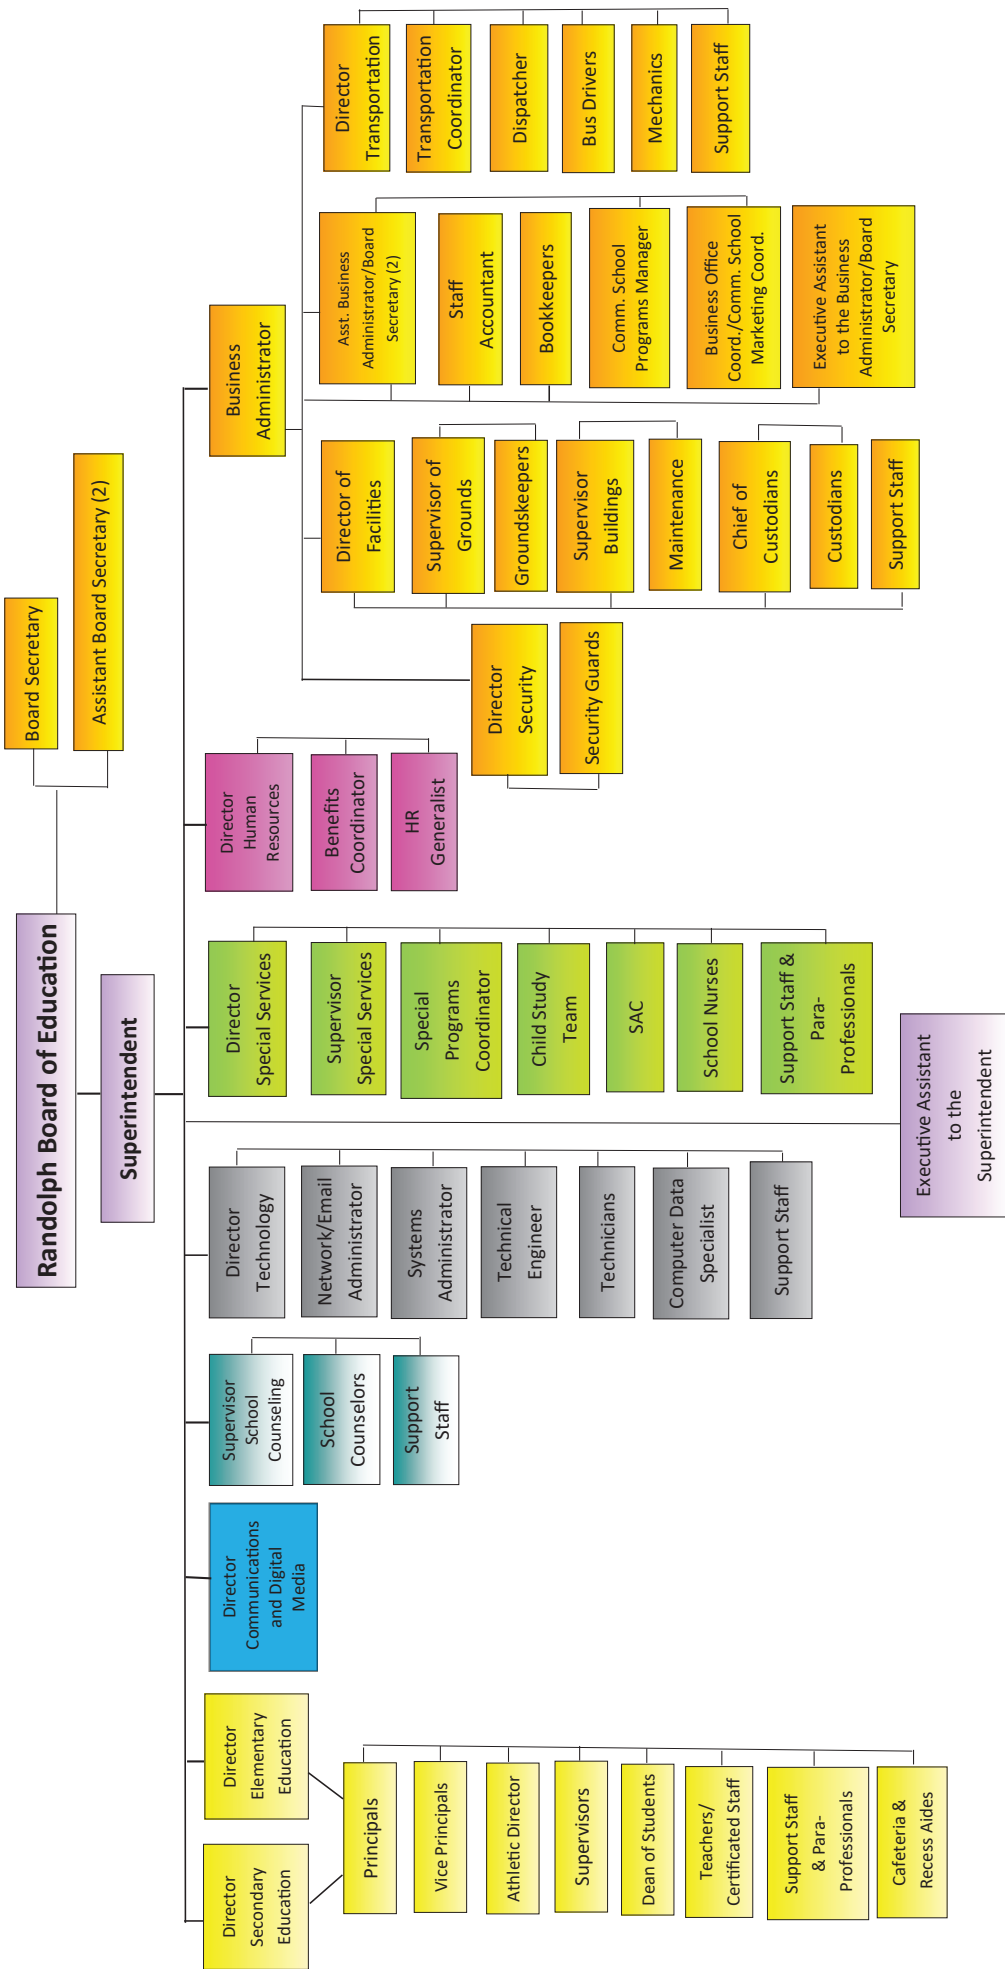 Randolph Board of Education
Board Secretary
Assistant Board Secretary (2)
Superintendent
Director
Secondary
Education
Director
Elementary
Education
Principals
Vice Principals
Athletic Director
Supervisors
Dean of Students
Teachers/
Certificated Staff
Support Staff
& Para-
Professionals
Cafeteria &
Recess Aides
Director
Communications
and Digital
Media
Supervisor
School
Counseling
School
Counselors
Support
Staff
Director
Technology
Network/Email
Administrator
Systems
Administrator
Technical
Engineer
Technicians
Computer Data
Specialist
Support Staff
Executive Assistant
to the
Superintendent
Director
Special Services
Supervisor
Special Services
Special
Programs
Coordinator
Child Study
Team
SAC
School Nurses
Support Staff &
Para-
Professionals
Director
Human
Resources
Benefits
Coordinator
HR
Generalist
Business
Administrator
Director
Security
Security Guards
Director of
Facilities
Supervisor of
Grounds
Groundskeepers
Supervisor
Buildings
Maintenance
Chief of
Custodians
Custodians
Support Staff
Asst. Business
Administrator/Board
Secretary (2)
Staff
Accountant
Bookkeepers
Comm. School
Programs Manager
Business Office
Coord./Comm. School
Marketing Coord.
Executive Assistant
to the Business
Administrator/Board
Secretary
Director
Transportation
Transportation
Coordinator
Dispatcher
Bus Drivers
Mechanics
Support Staff